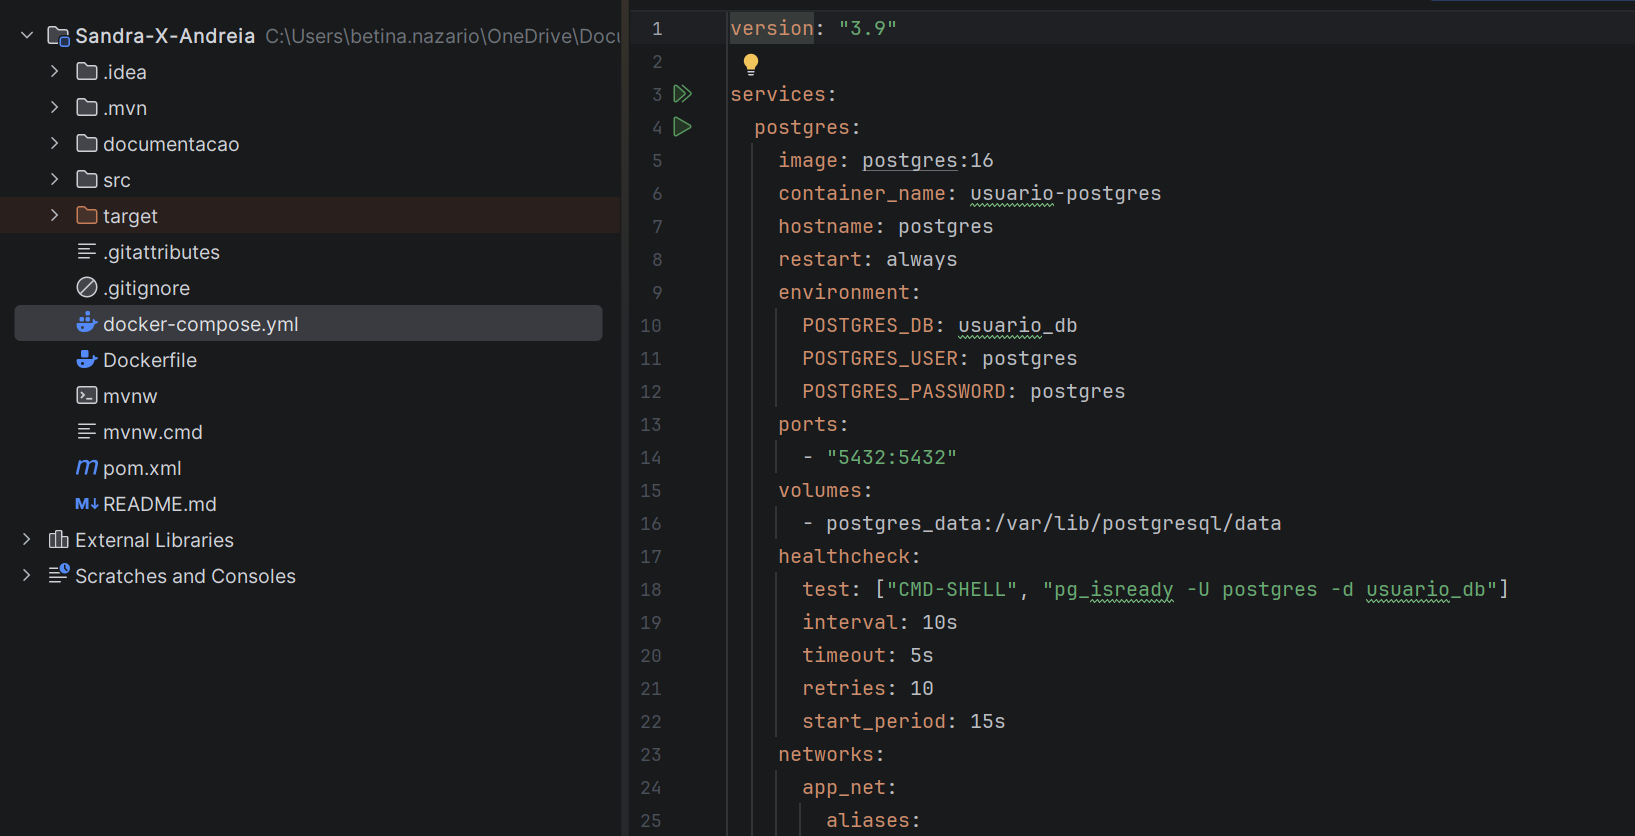 Sandra-X-Andreia C:\Users\betina.nazario\OneDrive\Docu
.idea
.mvn
documentacao
src
target
.gitattributes
.gitignore
docker-compose.yml
Dockerfile
mvnw
mvnw.cmd
m pom.xml
M↓ README.md
External Libraries
Scratches and Consoles
1 version: "3.9"
2
3 services:
4 postgres:
5 image: postgres:16
6 container_name: usuario-postgres
7 hostname: postgres
8 restart: always
9 environment:
10 POSTGRES_DB: usuario_db
11 POSTGRES_USER: postgres
12 POSTGRES_PASSWORD: postgres
13 ports:
14 - "5432:5432"
15 volumes:
16 - postgres_data:/var/lib/postgresql/data
17 healthcheck:
18 test: ["CMD-SHELL", "pg_isready -U postgres -d usuario_db"]
19 interval: 10s
20 timeout: 5s
21 retries: 10
22 start_period: 15s
23 networks:
24 app_net:
25 aliases: